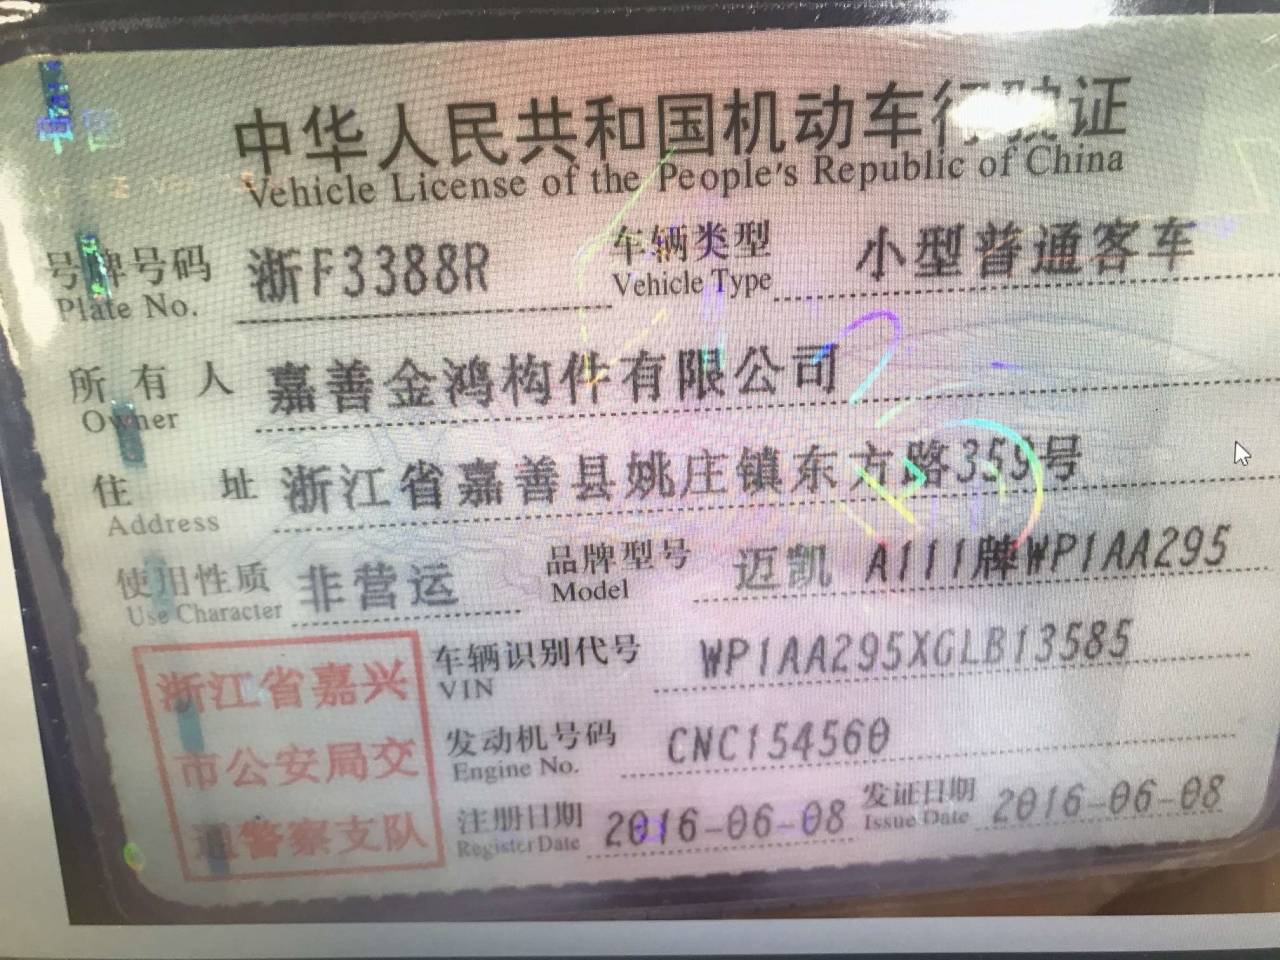 中华人民共和国机动车行驶证
Vehicle License of the People's Republic of China
号牌号码 浙F3388R 车辆类型 小型普通客车
Plate No. Vehicle Type
所有人 嘉善金鸿构件有限公司
Owner
住址 浙江省嘉善县姚庄镇东方路359号
Address
使用性质 非营运 品牌型号 迈凯 A111牌WP1AA295
Use Character Model
车辆识别代号 WP1AA295XGLB13585
VIN
发动机号码 CNC154560
Engine No.
注册日期 2016-06-08 发证日期 2016-06-08
Register Date Issue Date
浙江省嘉兴
市公安局交
通警察支队